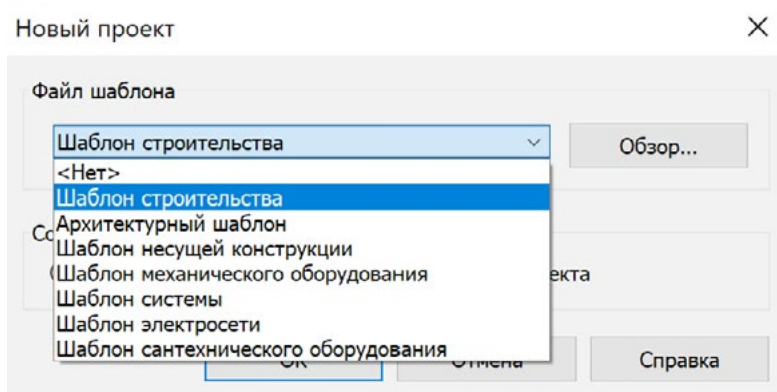 Новый проект
Файл шаблона
Шаблон строительства
Обзор...
<Нет>
Шаблон строительства
Архитектурный шаблон
Шаблон несущей конструкции
Шаблон механического оборудования
Шаблон системы
Шаблон электросети
Шаблон сантехнического оборудования
Справка